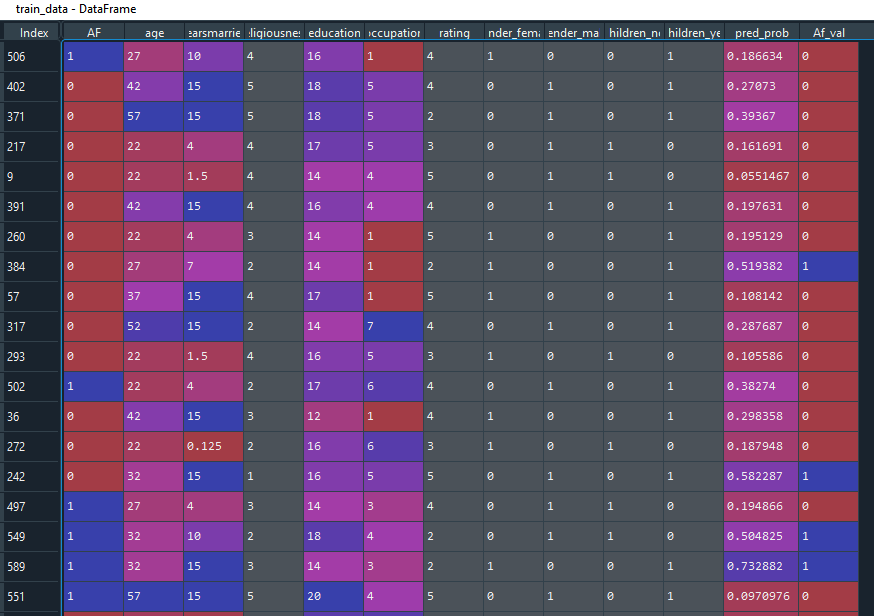 train_data - DataFrame
Index AF age earsmarrie ligiousnes education occupation rating nder_fema ender_ma hildren_n hildren_ye pred_prob Af_val
506 1 27 10 4 16 1 4 1 0 0 1 0.186634 0
402 0 42 15 5 18 5 4 0 1 0 1 0.27073 0
371 0 57 15 5 18 5 2 0 1 0 1 0.39367 0
217 0 22 4 4 17 5 3 0 1 1 0 0.161691 0
9 0 22 1.5 4 14 4 5 0 1 1 0 0.0551467 0
391 0 42 15 4 16 4 4 0 1 0 1 0.197631 0
260 0 22 4 3 14 1 5 1 0 0 1 0.195129 0
384 0 27 7 2 14 1 2 1 0 0 1 0.519382 1
57 0 37 15 4 17 1 5 1 0 0 1 0.108142 0
317 0 52 15 2 14 7 4 0 1 0 1 0.287687 0
293 0 22 1.5 4 16 5 3 1 0 1 0 0.105586 0
502 1 22 4 2 17 6 4 0 1 0 1 0.38274 0
36 0 42 15 3 12 1 4 1 0 0 1 0.298358 0
272 0 22 0.125 2 16 6 3 1 0 1 0 0.187948 0
242 0 32 15 1 16 5 5 0 1 0 1 0.582287 1
497 1 27 4 3 14 3 4 0 1 1 0 0.194866 0
549 1 32 10 2 18 4 2 0 1 1 0 0.504825 1
589 1 32 15 3 14 3 2 1 0 0 1 0.732882 1
551 1 57 15 5 20 4 5 0 1 0 1 0.0970976 0